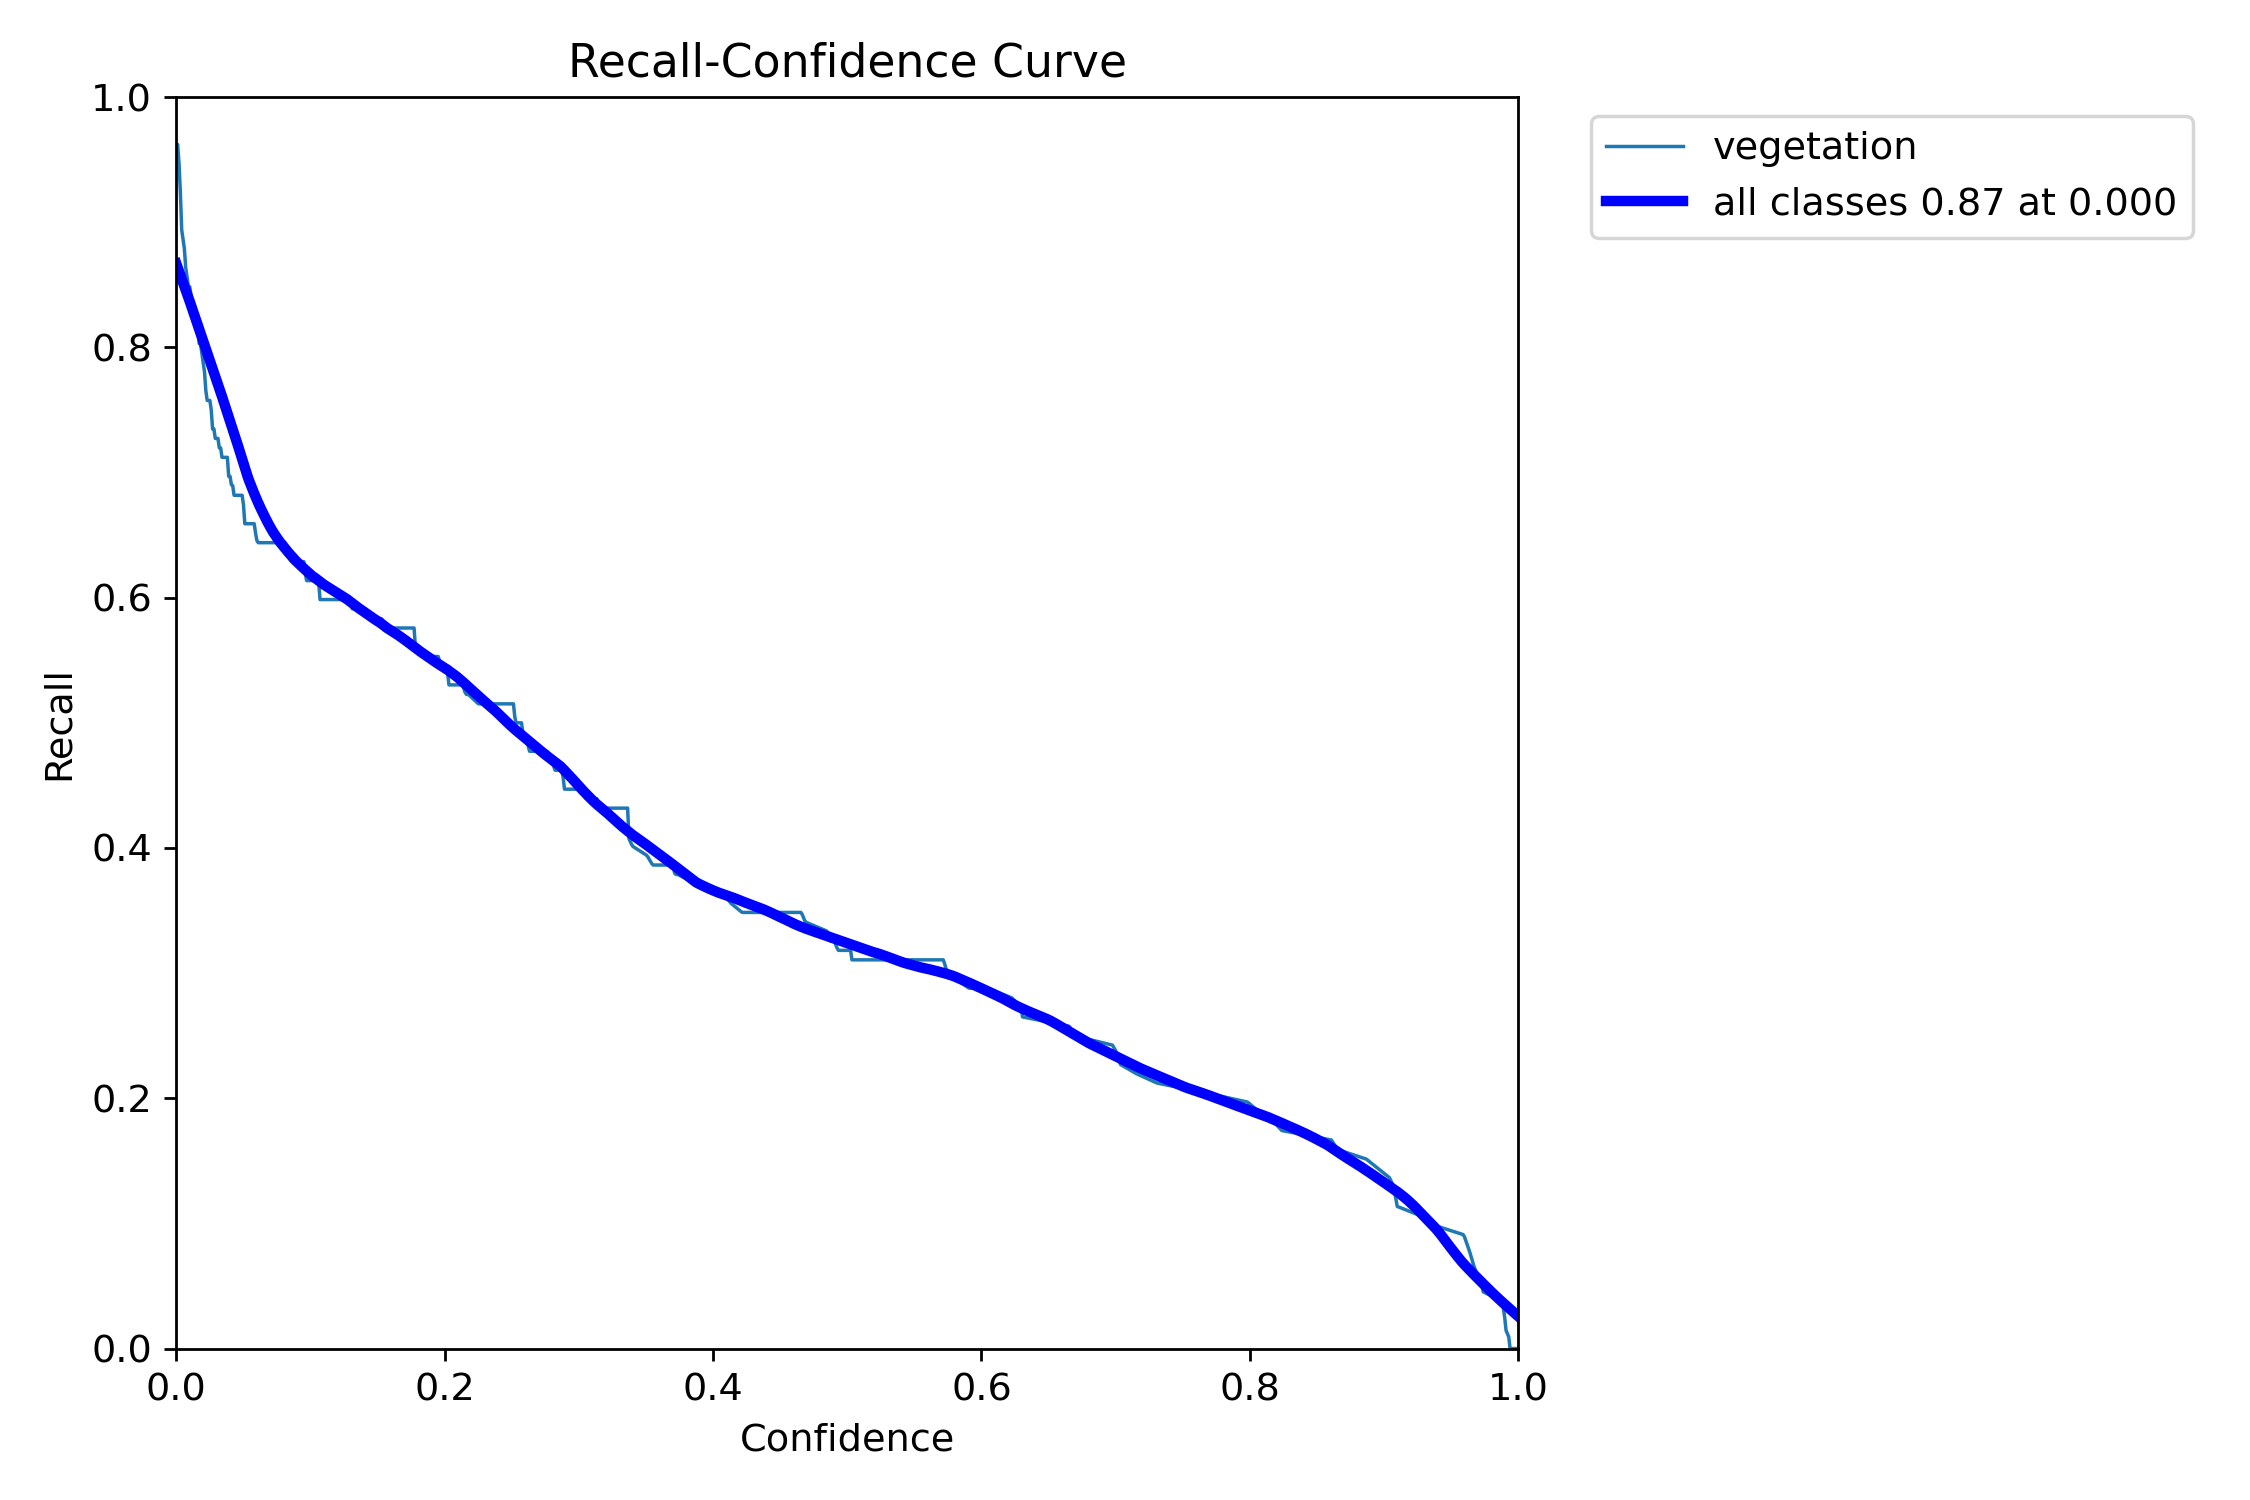 Recall-Confidence Curve
1.0
0.8
0.6
0.4
0.2
0.0
Recall
0.0 0.2 0.4 0.6 0.8 1.0
Confidence
vegetation
all classes 0.87 at 0.000